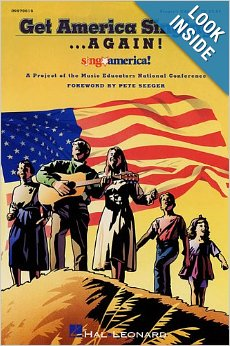 LOOK INSIDE!
Get America
...AGAIN!
sing america!
A Project of the Music Educators National Conference
FOREWORD BY PETE SEEGER
HAL LEONARD